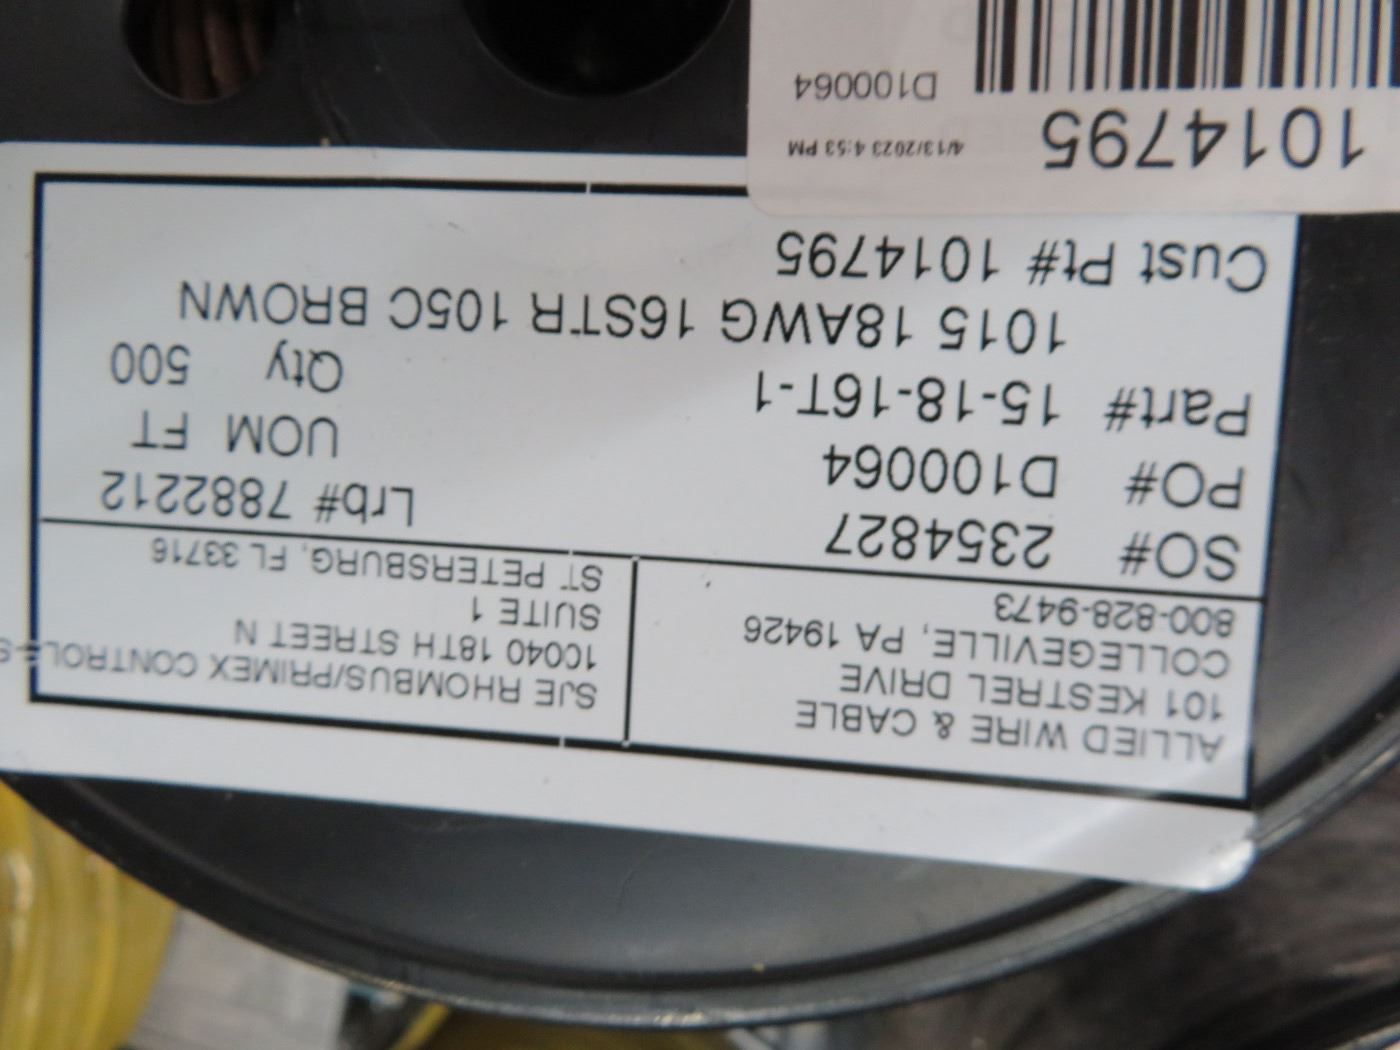 ALLIED WIRE & CABLE
101 KESTREL DRIVE
COLLEGEVILLE, PA 19426
800-828-9473
SJE RHOMBUS/PRIMEX CONTROLS
10040 18TH STREET N
SUITE 1
ST PETERSBURG, FL 33716
SO# 2354827
Lrb# 7882212
PO# D100064
UOM FT
Part# 15-18-16T-1
Qty 500
1015 18AWG 16STR 105C BROWN
Cust Pt# 1014795
1014795
4/13/2023 4:53 PM
D100064